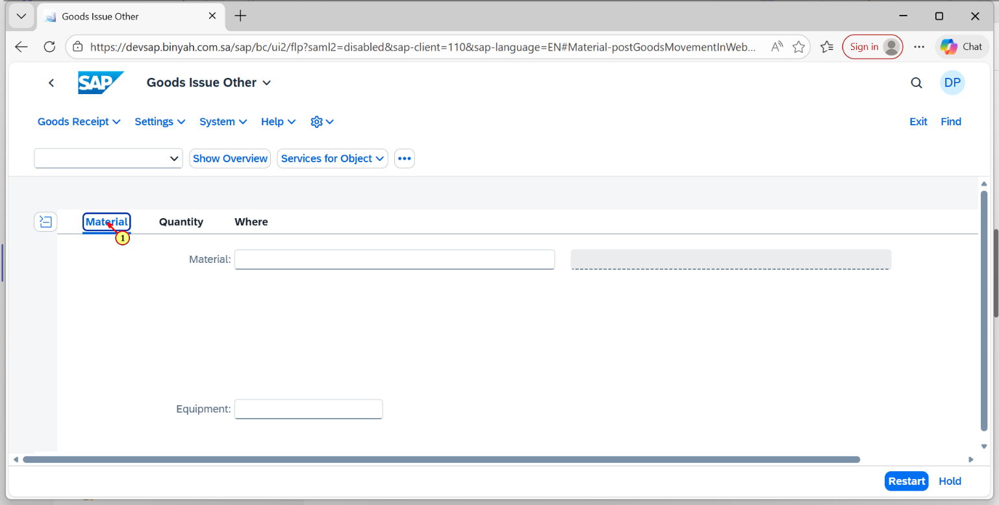 Goods Issue Other
https://devsap.binyah.com.sa/sap/bc/ui2/flp?saml2=disabled&sap-client=110&sap-language=EN#Material-postGoodsMovementInWeb...
Sign in
Chat
SAP
Goods Issue Other
DP
Goods Receipt
Settings
System
Help
Exit
Find
Show Overview
Services for Object
Material
Quantity
Where
1
Material:
Equipment:
Restart
Hold